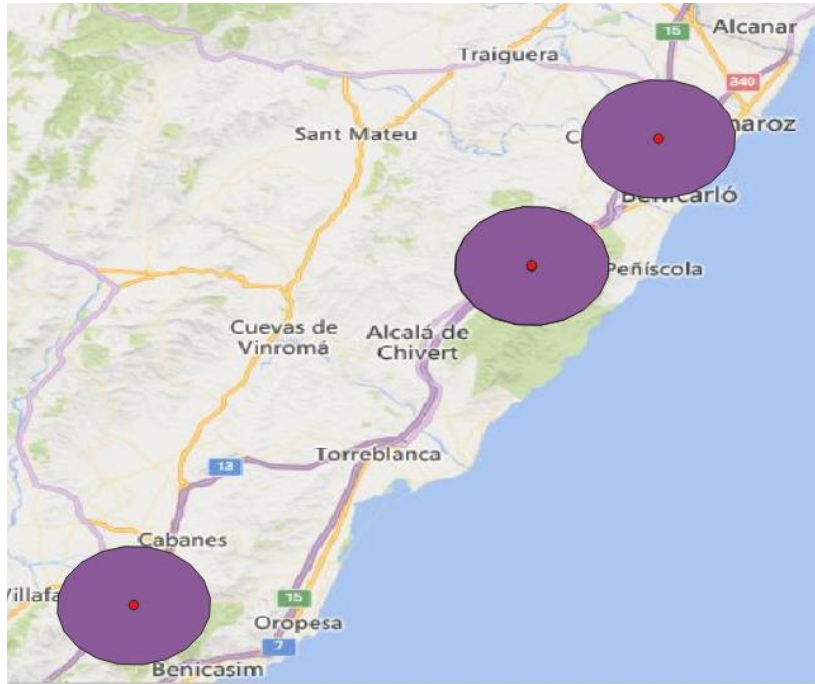 15
Alcanar
Traiguera
340
Sant Mateu
C
naroz
Benicarló
Peñíscola
Cuevas de
Vinromá
Alcalá de
Chivert
Torreblanca
13
Cabanes
Villafa
15
Oropesa
7
Benicasim